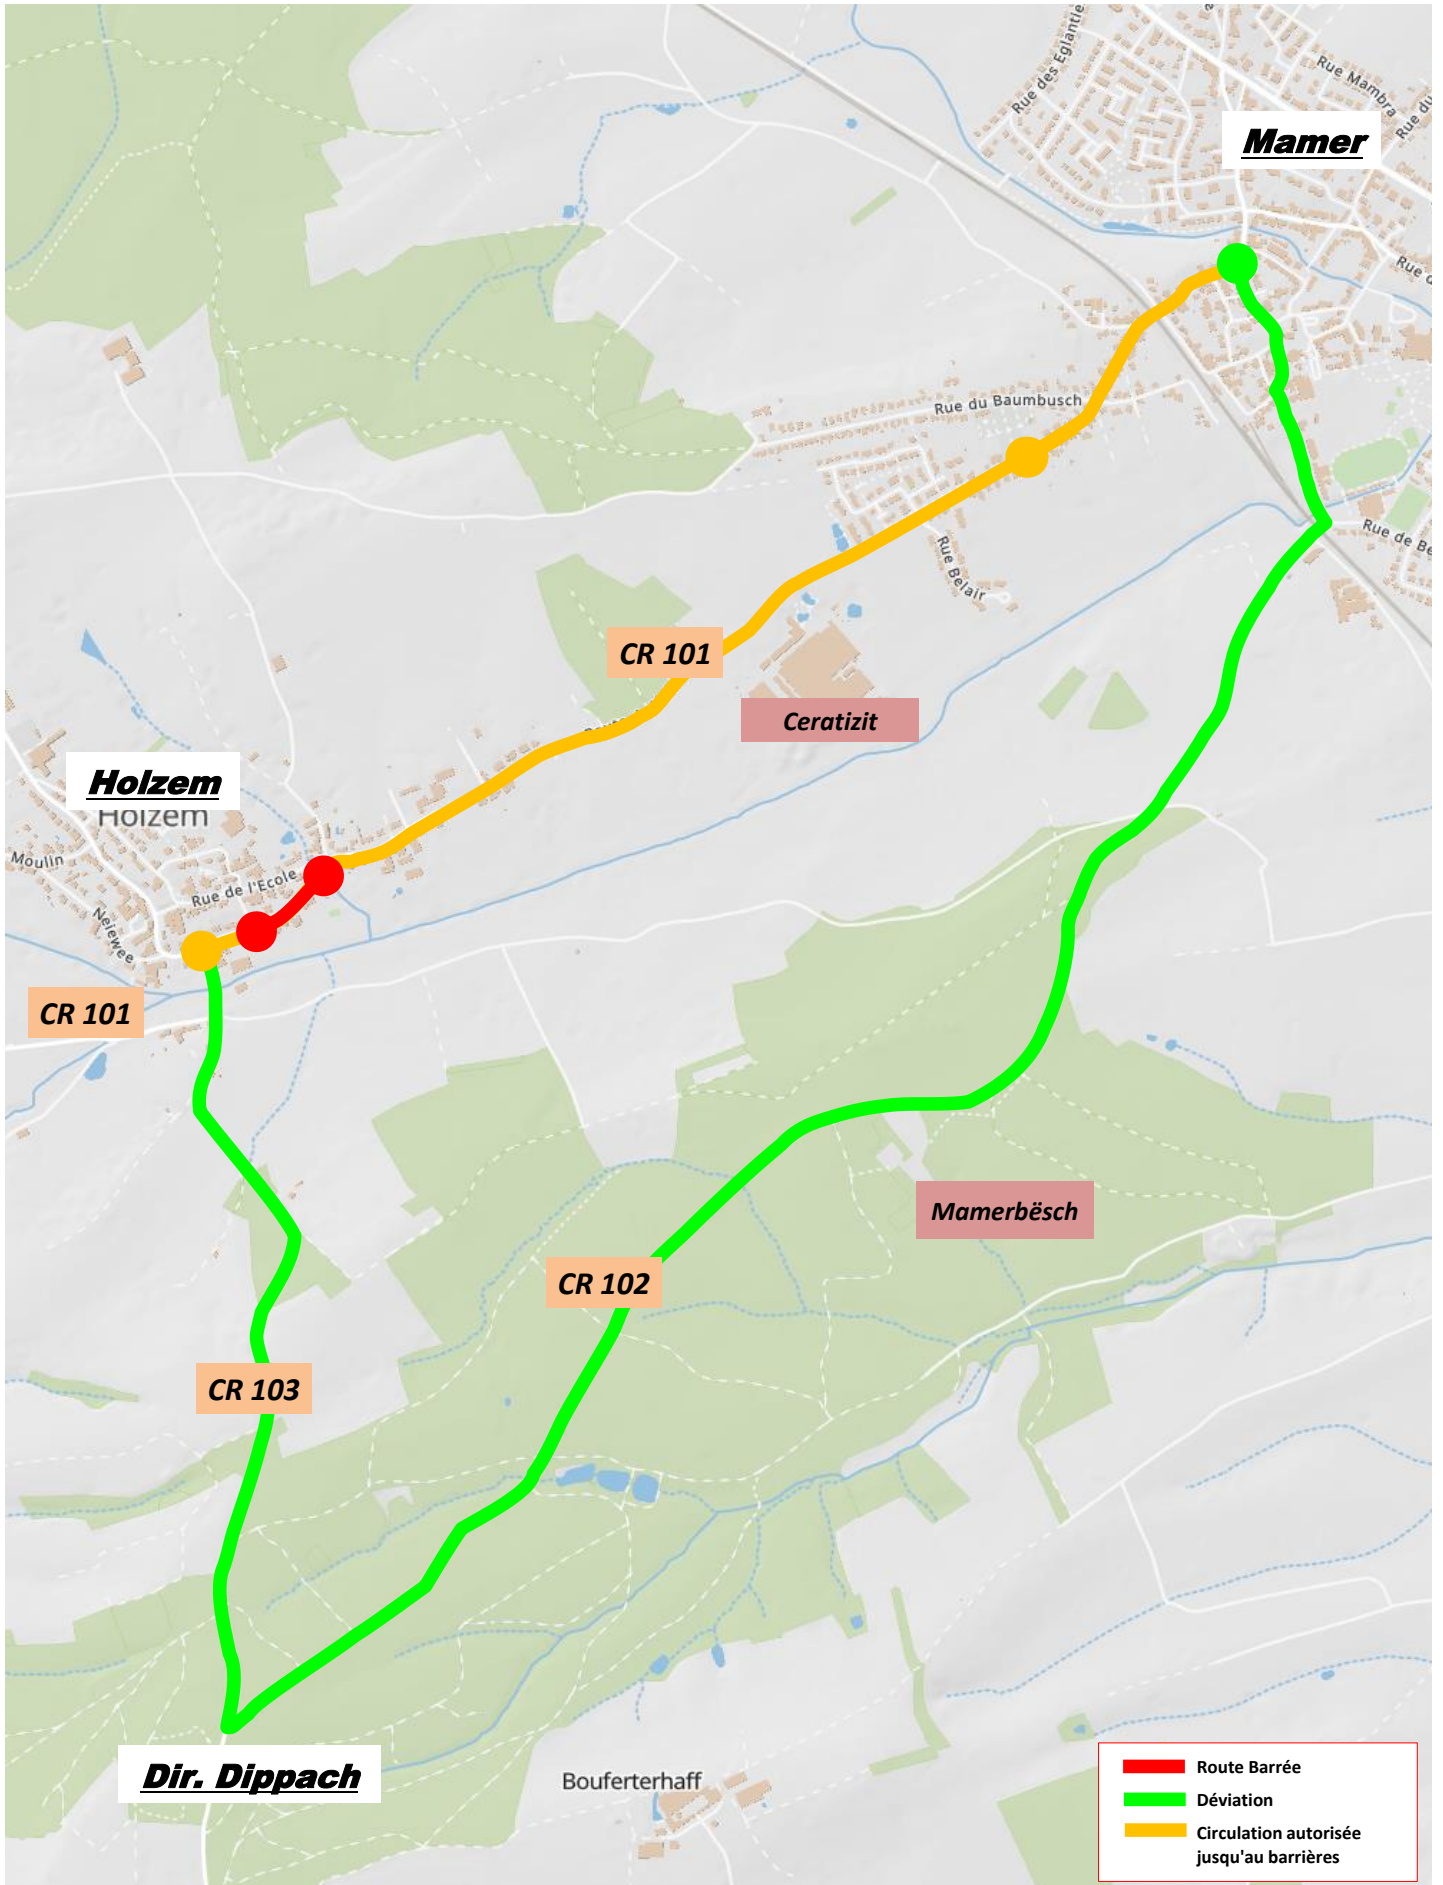 Rue des Eglantie
Rue Mambra
Rue du
Mamer
Rue d
Rue du Baumbusch
Rue de Be
Rue Belair
CR 101
Ceratizit
Holzem
Holzem
Moulin
Rue de l'Ecole
Neiewee
CR 101
Mamerbësch
CR 102
CR 103
Dir. Dippach
Bouferterhaff
Route Barrée
Déviation
Circulation autorisée
jusqu'au barrières